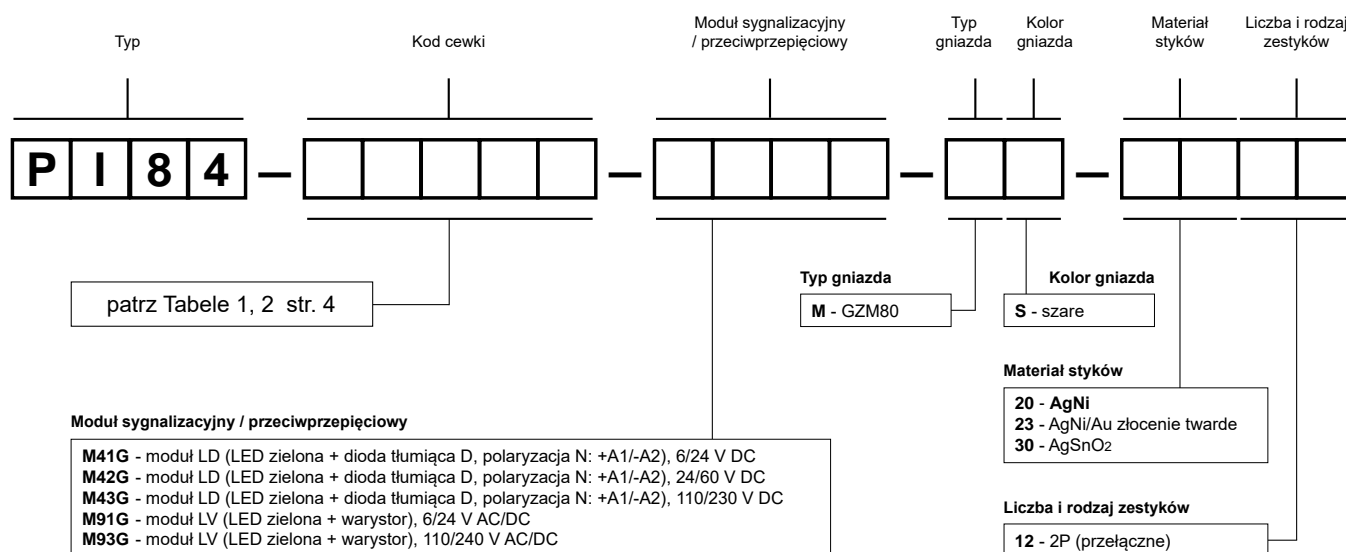 Typ
Kod cewki
Moduł sygnalizacyjny
/ przeciwprzepięciowy
Typ
gniazda
Kolor
gniazda
Materiał
styków
Liczba i rodzaj
zestyków
PI84 – – – –
patrz Tabele 1, 2 str. 4
Typ gniazda
M - GZM80
Kolor gniazda
S - szare
Materiał styków
20 - AgNi
23 - AgNi/Au złocenie twarde
30 - AgSnO2
Moduł sygnalizacyjny / przeciwprzepięciowy
M41G - moduł LD (LED zielona + dioda tłumiąca D, polaryzacja N: +A1/-A2), 6/24 V DC
M42G - moduł LD (LED zielona + dioda tłumiąca D, polaryzacja N: +A1/-A2), 24/60 V DC
M43G - moduł LD (LED zielona + dioda tłumiąca D, polaryzacja N: +A1/-A2), 110/230 V DC
M91G - moduł LV (LED zielona + warystor), 6/24 V AC/DC
M93G - moduł LV (LED zielona + warystor), 110/240 V AC/DC
Liczba i rodzaj zestyków
12 - 2P (przełączne)